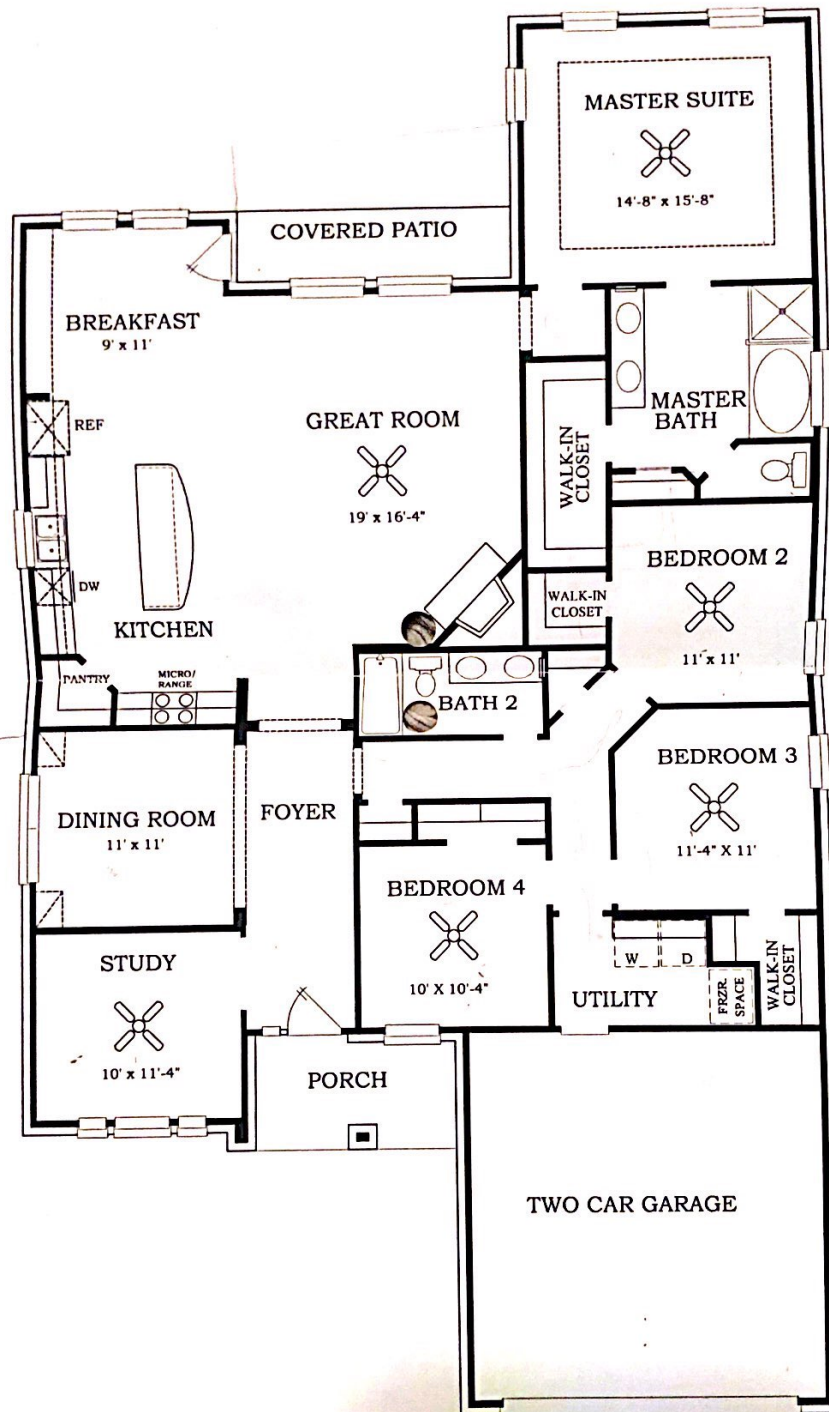 MASTER SUITE
14'-8" x 15'-8"
COVERED PATIO
BREAKFAST
9' x 11'
REF
GREAT ROOM
19' x 16'-4"
MASTER
BATH
WALK-IN
CLOSET
DW
KITCHEN
BEDROOM 2
11' x 11'
WALK-IN
CLOSET
PANTRY
MICRO/
RANGE
BATH 2
DINING ROOM
11' x 11'
FOYER
BEDROOM 3
11'-4" X 11'
BEDROOM 4
10' X 10'-4"
STUDY
10' x 11'-4"
W
D
UTILITY
FRZR.
SPACE
WALK-IN
CLOSET
PORCH
TWO CAR GARAGE